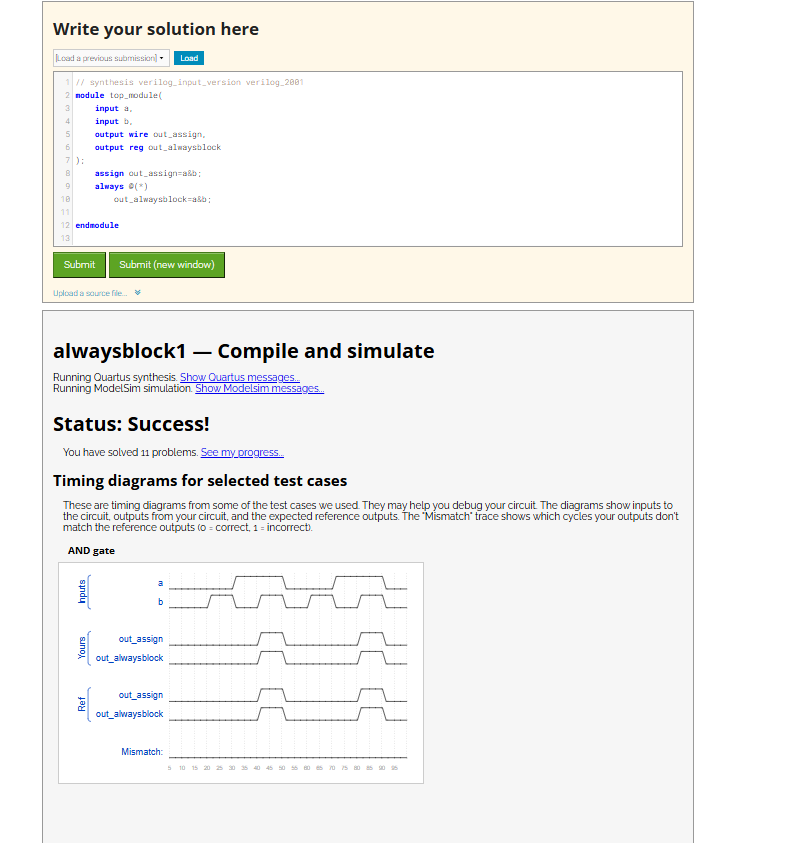 Write your solution here
[Load a previous submission]
Load
1 // synthesis verilog_input_version verilog_2001
2 module top_module(
3 input a,
4 input b,
5 output wire out_assign,
6 output reg out_alwaysblock
7 );
8 assign out_assign=a&b;
9 always @(*)
10 out_alwaysblock=a&b;
11
12 endmodule
13
Submit Submit (new window)
Upload a source file...
alwaysblock1 — Compile and simulate
Running Quartus synthesis. Show Quartus messages...
Running ModelSim simulation. Show Modelsim messages...
Status: Success!
You have solved 11 problems. See my progress...
Timing diagrams for selected test cases
These are timing diagrams from some of the test cases we used. They may help you debug your circuit. The diagrams show inputs to
the circuit, outputs from your circuit, and the expected reference outputs. The "Mismatch" trace shows which cycles your outputs don't
match the reference outputs (0 = correct, 1 = incorrect).
AND gate
Inputs
a
b
Yours
out_assign
out_alwaysblock
Ref
out_assign
out_alwaysblock
Mismatch:
5 10 15 20 25 30 35 40 45 50 55 60 65 70 75 80 85 90 95